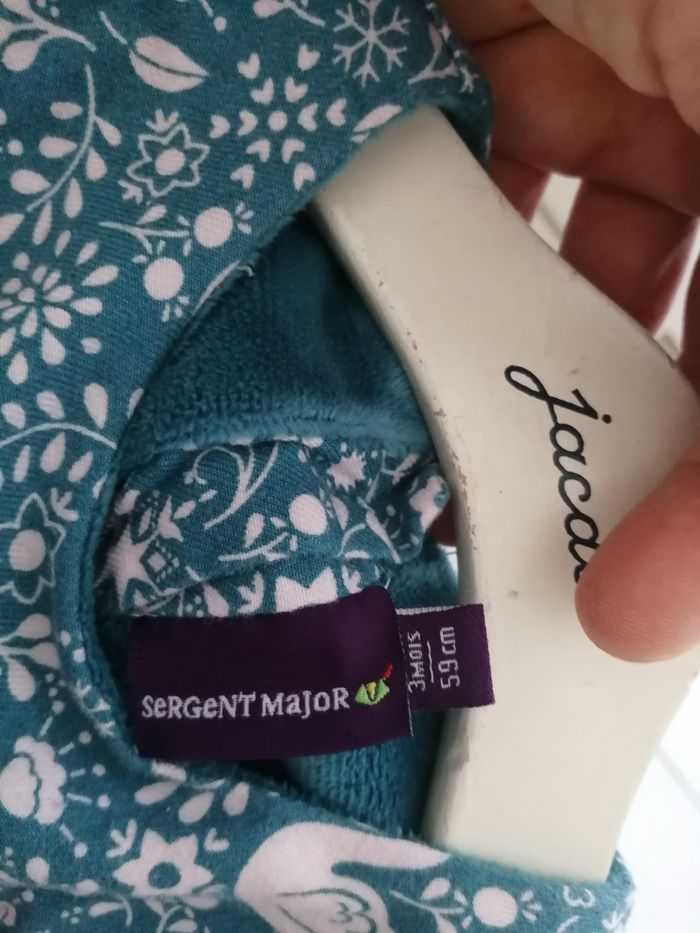 jaca
SeRGeNT MaJoR
3MOIS
59cm